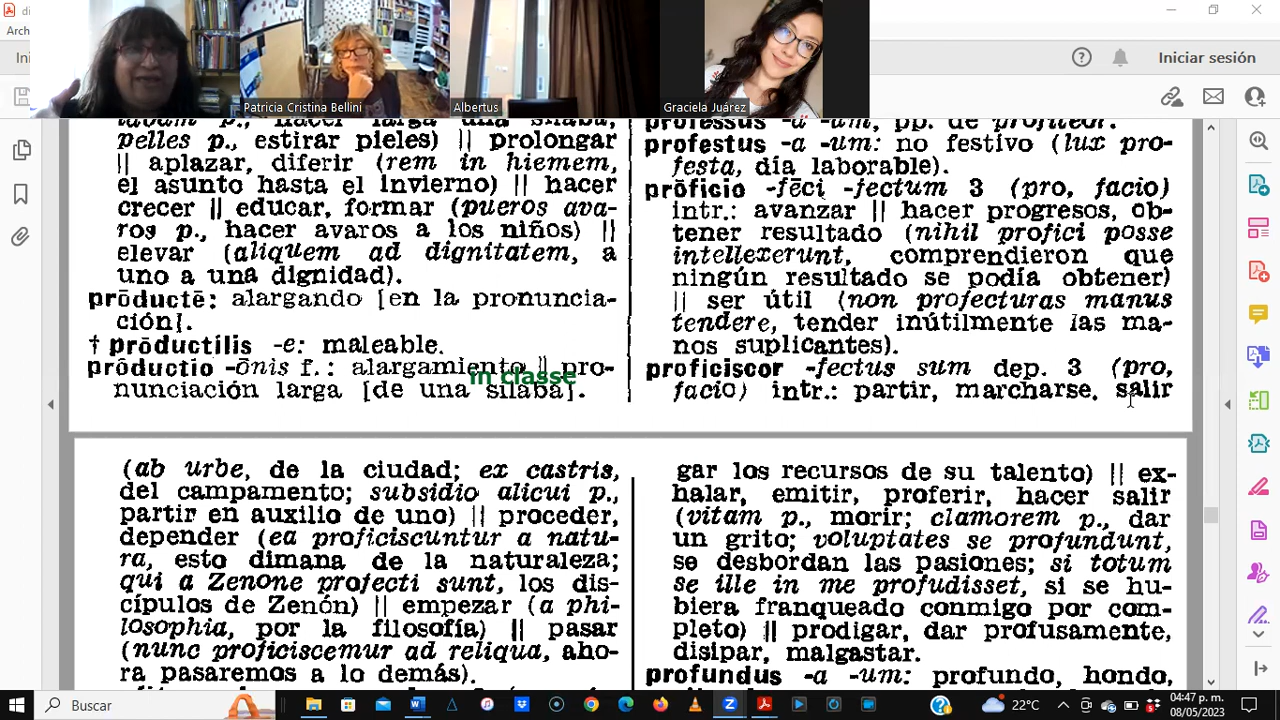 Iniciar sesión
Patricia Cristina Bellini
Albertus
Graciela Juárez
pelles p., estirar pieles) || prolongar
|| aplazar, diferir (rem in hiemem,
el asunto hasta el invierno) || hacer
crecer || educar, formar (pueros ava-
ros p., hacer avaros a los niños) ||
elevar (aliquem ad dignitatem, a
uno a una dignidad).
prōductē: alargando [en la pronuncia-
ción].
† prōductĭlis -e: maleable.
prōductio -ōnis f.: alargamiento || pro-
nunciación larga [de una sílaba].
in classe
professus -a -um, pp. de profiteor.
profestus -a -um: no festivo (lux pro-
festa, día laborable).
prōficio -fēci -fectum 3 (pro, facio)
intr.: avanzar || hacer progresos, ob-
tener resultado (nihil profici posse
intellexerunt, comprendieron que
ningún resultado se podía obtener)
|| ser útil (non profecturas manus
tendere, tender inútilmente las ma-
nos suplicantes).
proficiscor -fectus sum dep. 3 (pro,
facio) intr.: partir, marcharse, salir
(ab urbe, de la ciudad; ex castris,
del campamento; subsidio alicui p.,
partir en auxilio de uno) || proceder,
depender (ea proficiscuntur a natu-
ra, esto dimana de la naturaleza;
qui a Zenone profecti sunt, los dis-
cípulos de Zenón) || empezar (a phi-
losophia, por la filosofía) || pasar
(nunc proficiscemur ad reliqua, aho-
ra pasaremos a lo demás).
gar los recursos de su talento) || ex-
halar, emitir, proferir, hacer salir
(vitam p., morir; clamorem p., dar
un grito; voluptates se profundunt,
se desbordan las pasiones; si totum
se ille in me profudisset, si se hu-
biera franqueado conmigo por com-
pleto) || prodigar, dar profusamente,
disipar, malgastar.
profundus -a -um: profundo, hondo,
Buscar
22°C
04:47 p. m.
08/05/2023